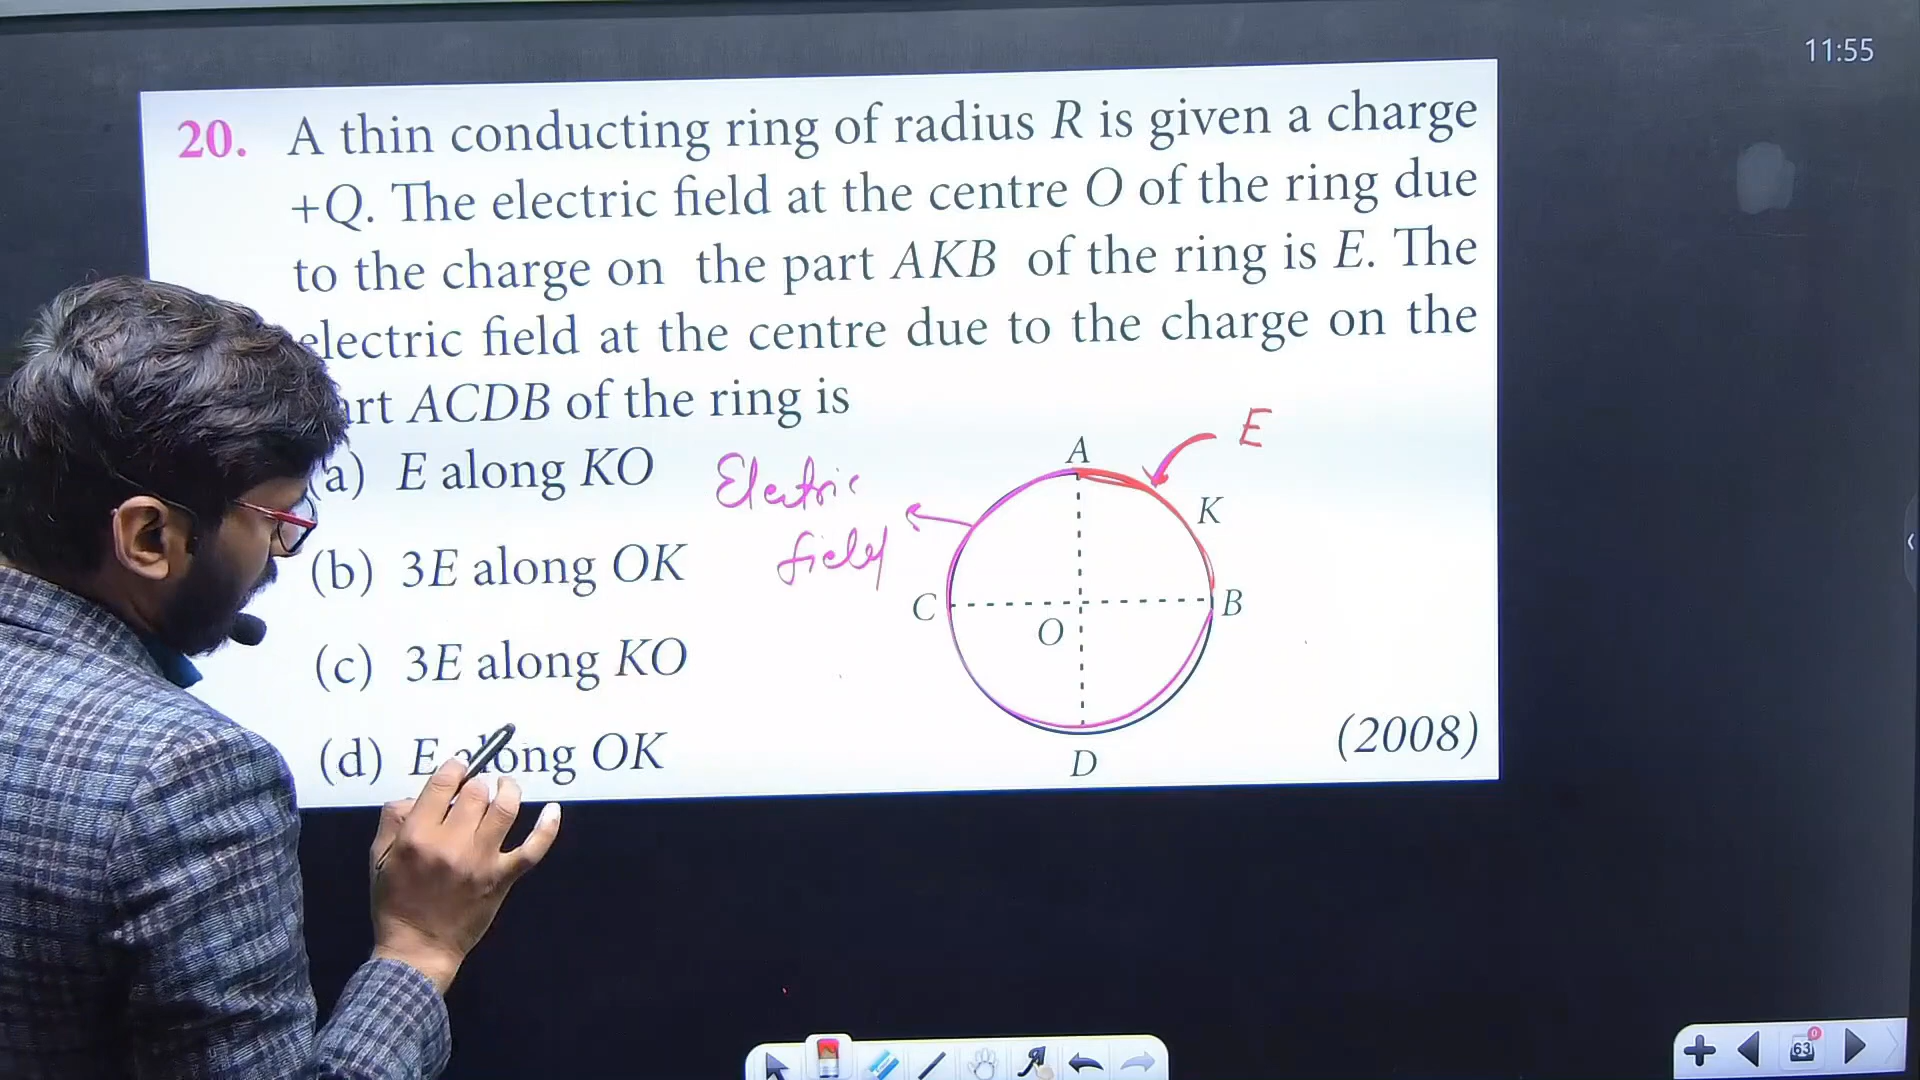 11:55
20. A thin conducting ring of radius R is given a charge
+Q. The electric field at the centre O of the ring due
to the charge on the part AKB of the ring is E. The
electric field at the centre due to the charge on the
art ACDB of the ring is
(a) E along KO
(b) 3E along OK
(c) 3E along KO
(d) E along OK
Electric
field
E
A
K
C
B
O
D
(2008)
63
0